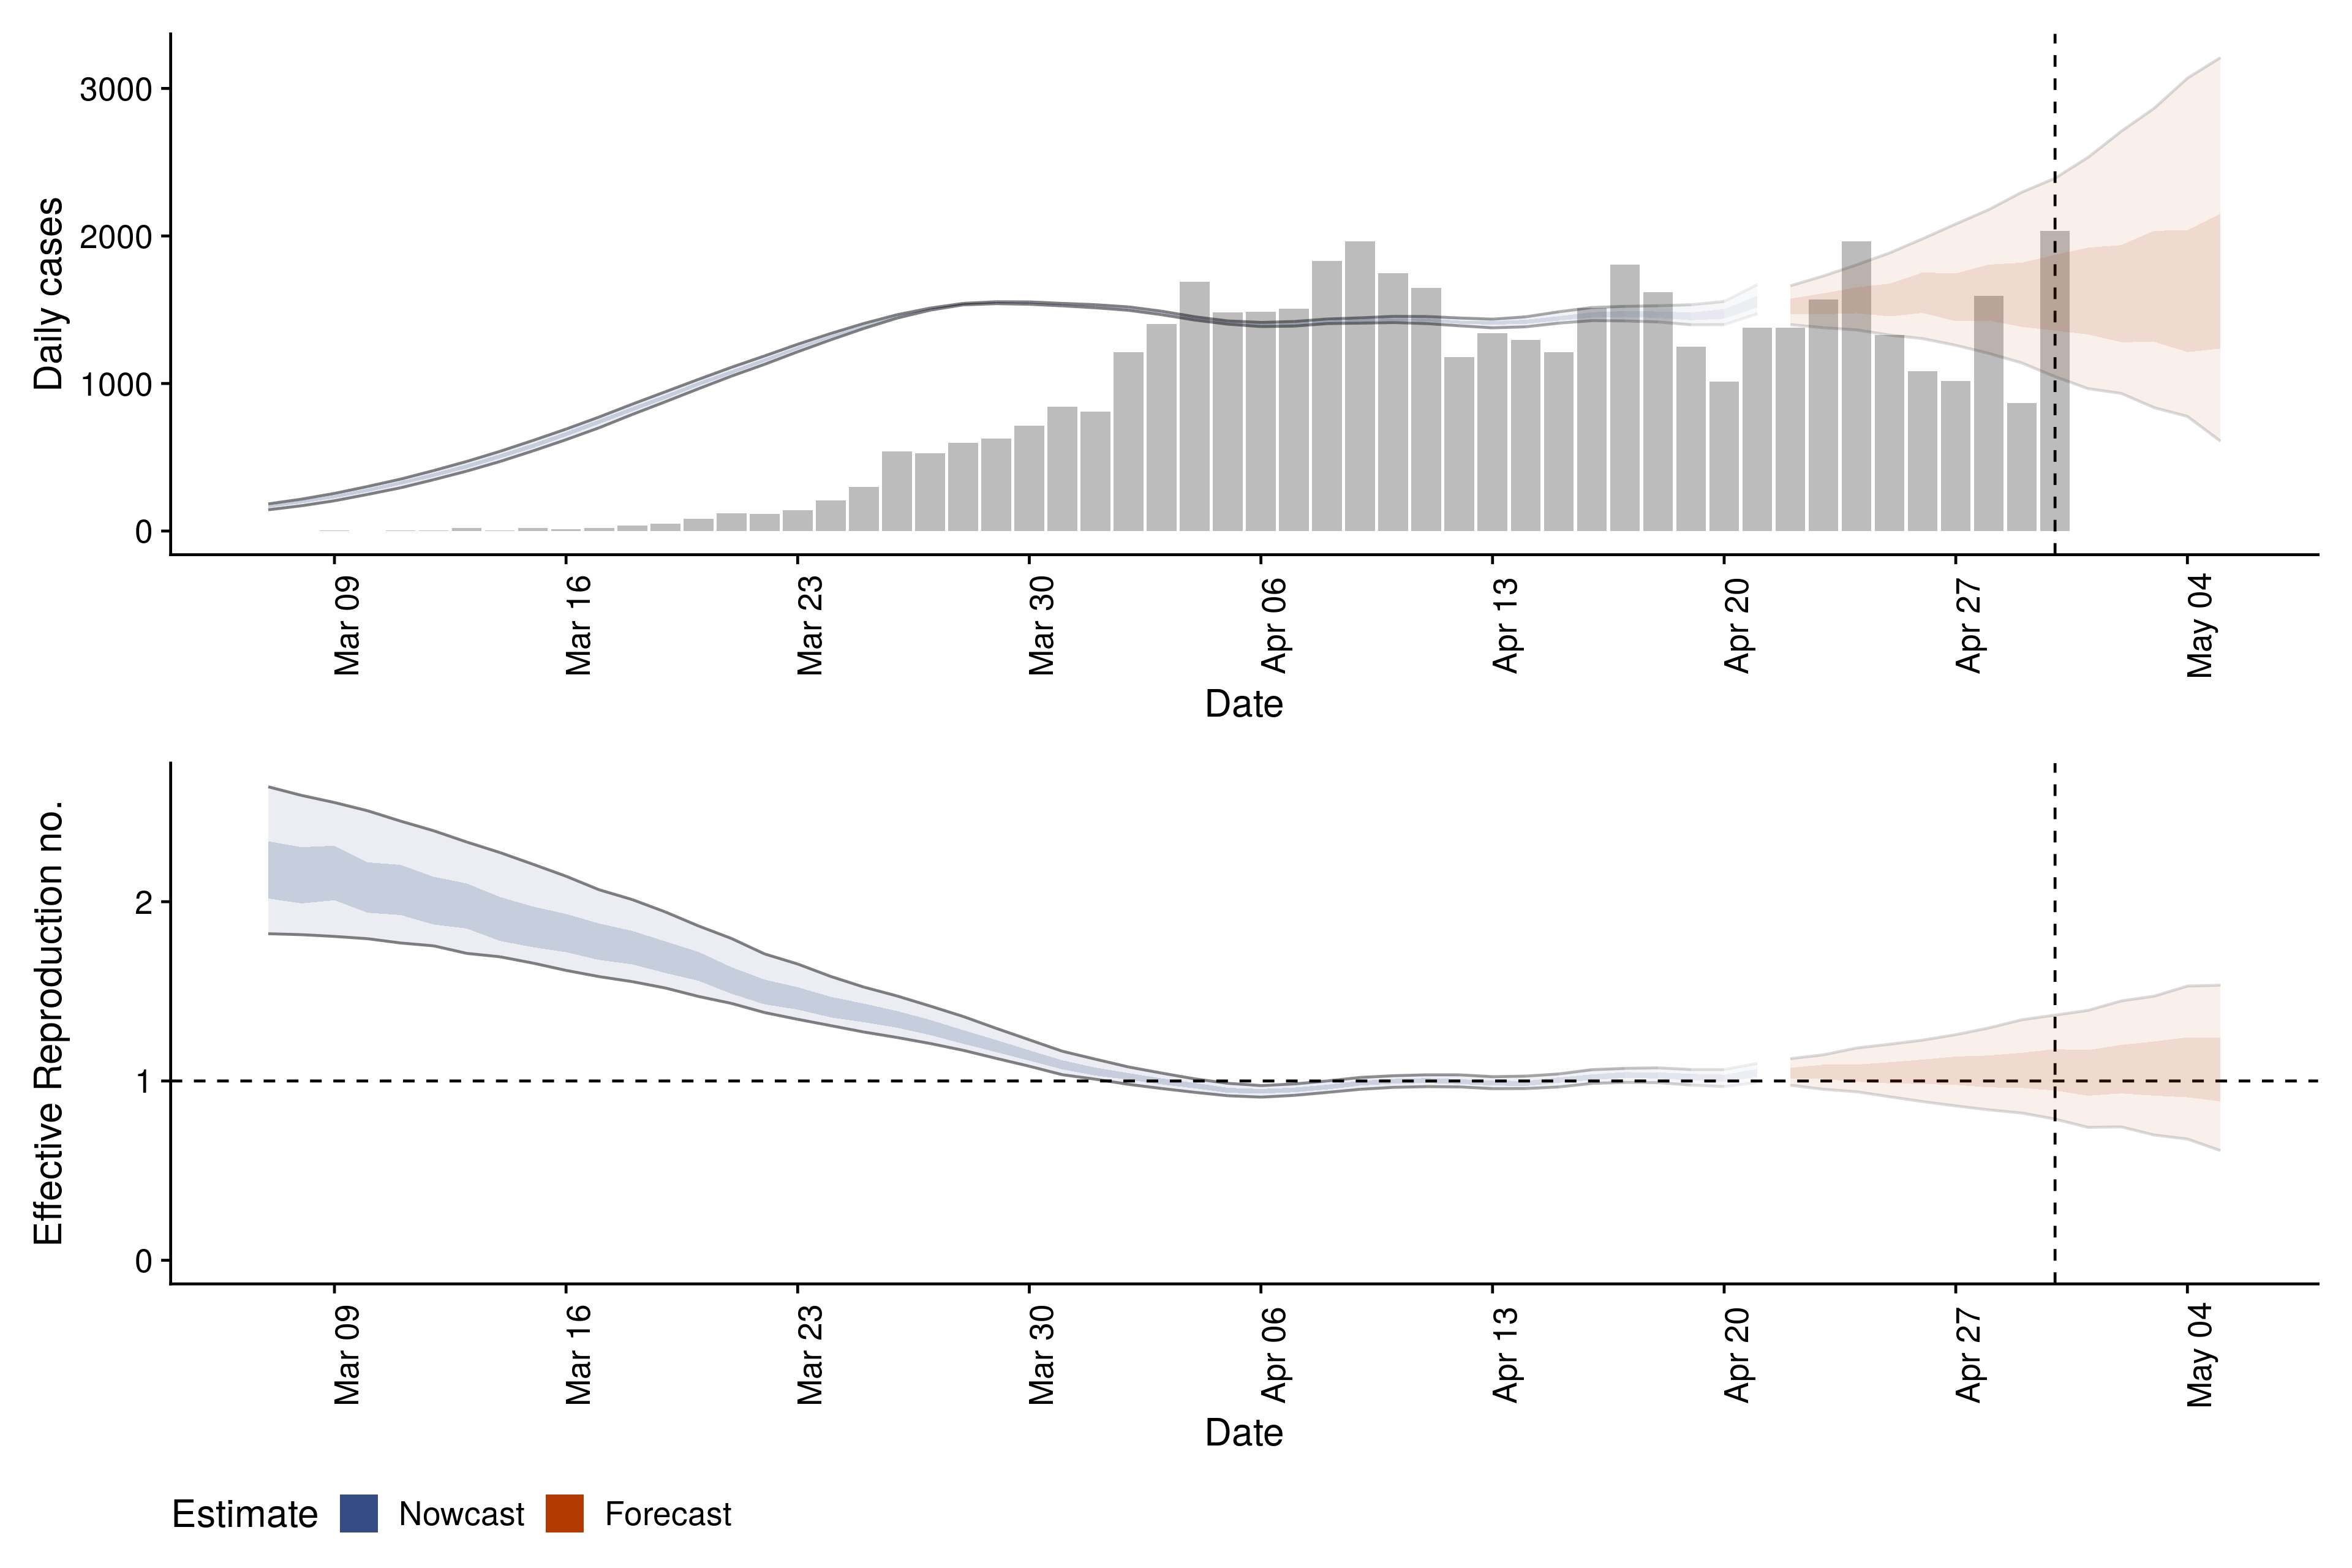 Daily cases
3000
2000
1000
0
Mar 09
Mar 16
Mar 23
Mar 30
Apr 06
Apr 13
Apr 20
Apr 27
May 04
Date
Effective Reproduction no.
2
1
0
Mar 09
Mar 16
Mar 23
Mar 30
Apr 06
Apr 13
Apr 20
Apr 27
May 04
Date
Estimate Nowcast Forecast